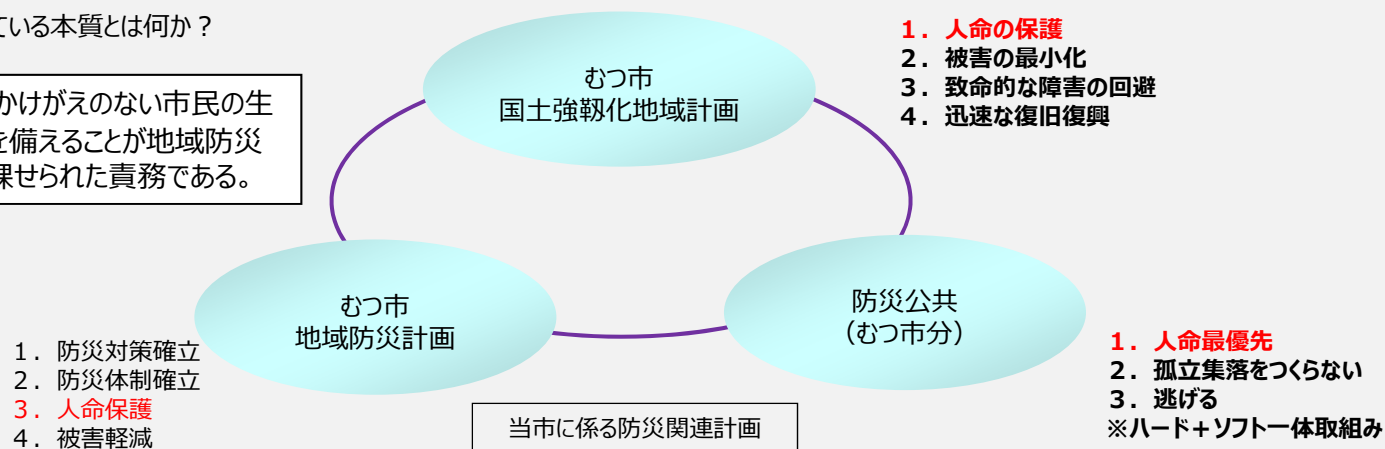 ている本質とは何か？
かけがえのない市民の生
を備えることが地域防災
課せられた責務である。
むつ市
国土強靱化地域計画
１．人命の保護
２．被害の最小化
３．致命的な障害の回避
４．迅速な復旧復興
むつ市
地域防災計画
１．防災対策確立
２．防災体制確立
３．人命保護
４．被害軽減
防災公共
（むつ市分）
１．人命最優先
２．孤立集落をつくらない
３．逃げる
※ハード＋ソフト一体取組み
当市に係る防災関連計画